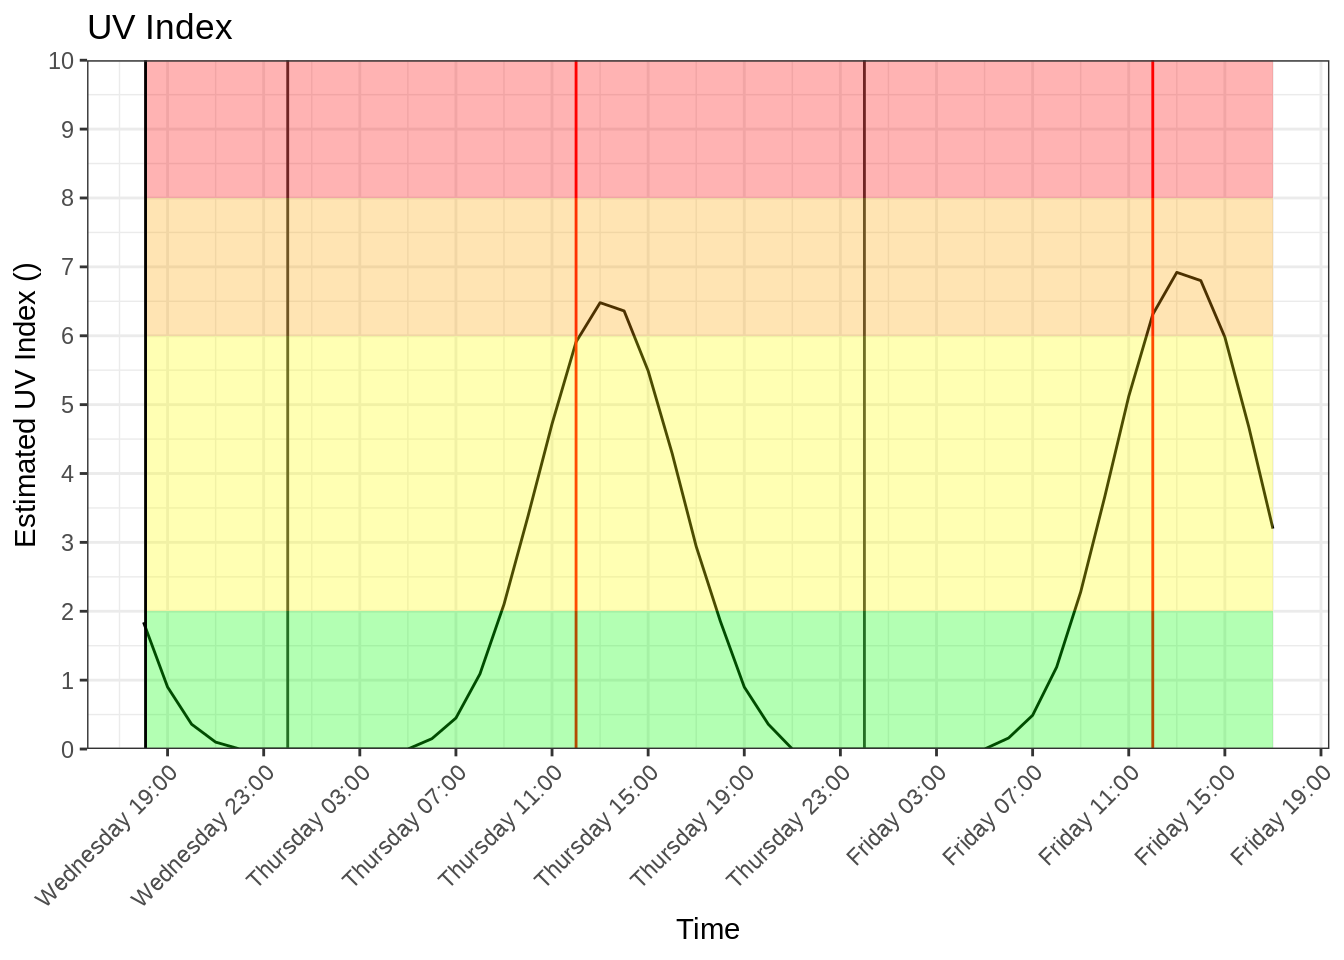 UV Index
Estimated UV Index ()
10
9
8
7
6
5
4
3
2
1
0
Wednesday 19:00
Wednesday 23:00
Thursday 03:00
Thursday 07:00
Thursday 11:00
Thursday 15:00
Thursday 19:00
Thursday 23:00
Friday 03:00
Friday 07:00
Friday 11:00
Friday 15:00
Friday 19:00
Time